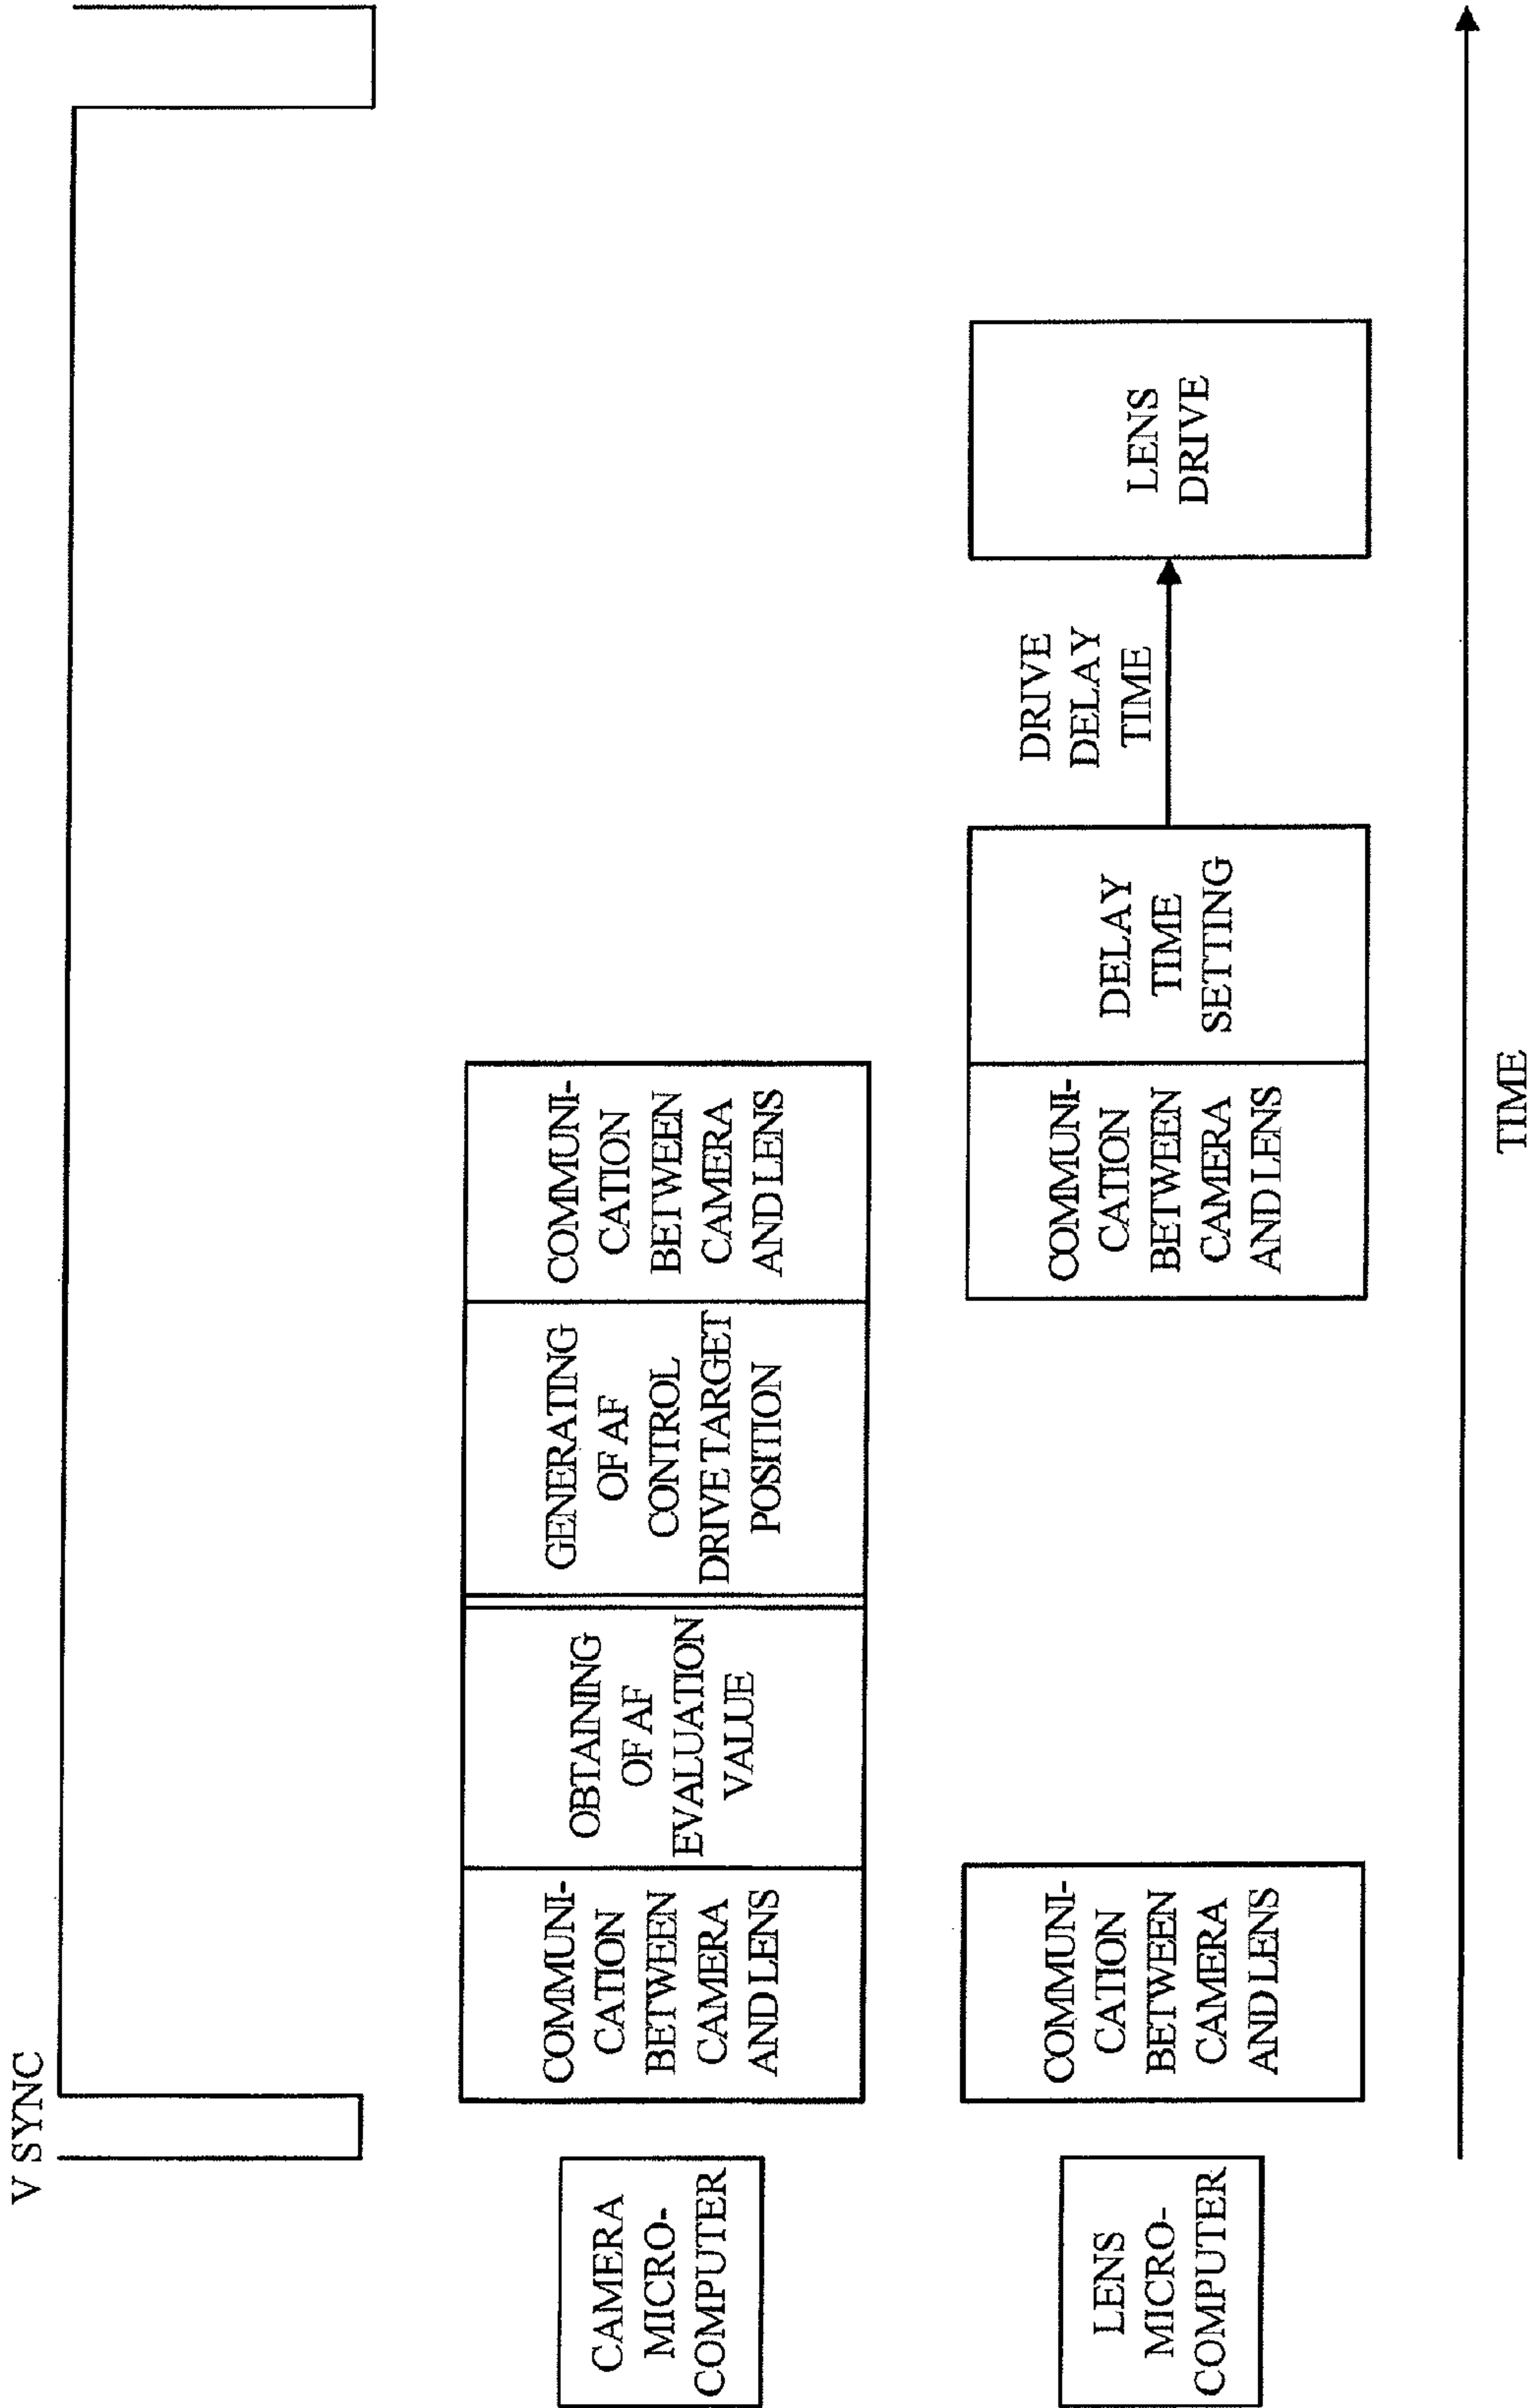 V SYNC
CAMERA
MICRO-
COMPUTER
COMMUNI-
CATION
BETWEEN
CAMERA
AND LENS
OBTAINING
OF AF
EVALUATION
VALUE
GENERATING
OF AF
CONTROL
DRIVE TARGET
POSITION
COMMUNI-
CATION
BETWEEN
CAMERA
AND LENS
LENS
MICRO-
COMPUTER
COMMUNI-
CATION
BETWEEN
CAMERA
AND LENS
COMMUNI-
CATION
BETWEEN
CAMERA
AND LENS
DELAY
TIME
SETTING
DRIVE
DELAY
TIME
LENS
DRIVE
TIME